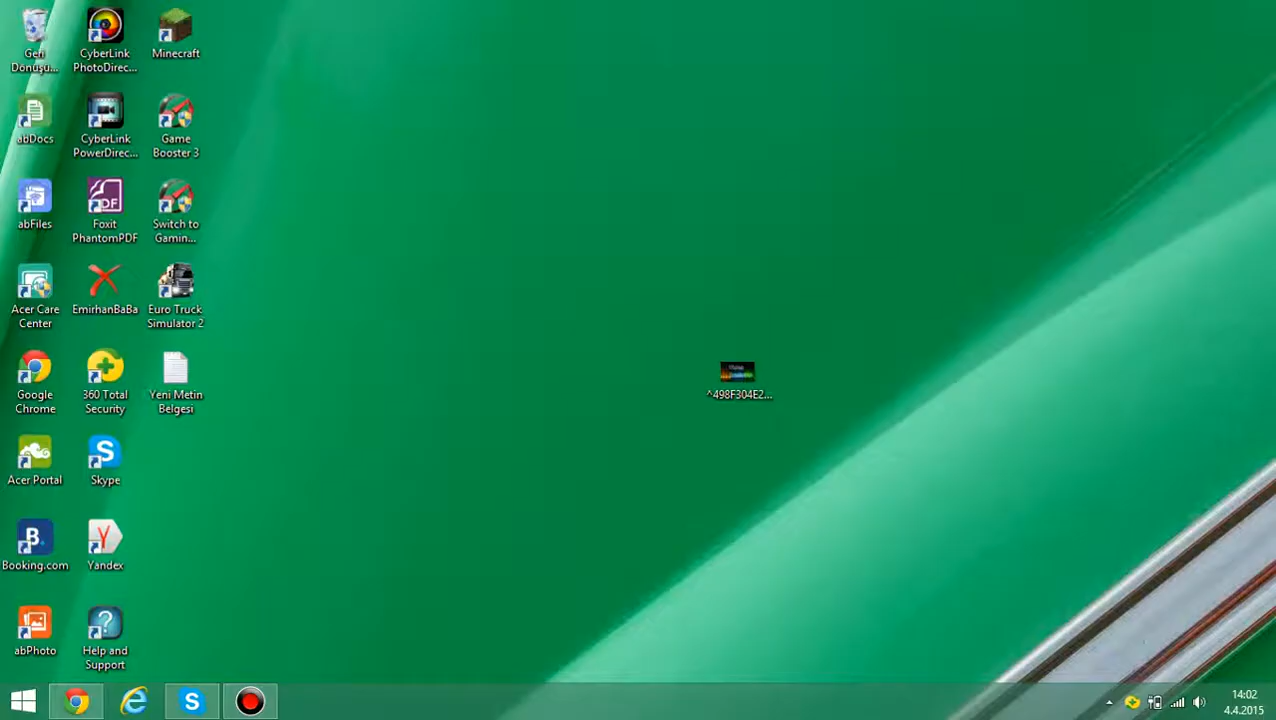 Geri
Dönüşü...
CyberLink
PhotoDirec...
Minecraft
abDocs
CyberLink
PowerDirec...
Game
Booster 3
abFiles
Foxit
PhantomPDF
Switch to
Gamin...
Acer Care
Center
EmirhanBaBa
Euro Truck
Simulator 2
Google
Chrome
360 Total
Security
Yeni Metin
Belgesi
^498F304E2...
Acer Portal
Skype
Booking.com
Yandex
abPhoto
Help and
Support
14:02
4.4.2015